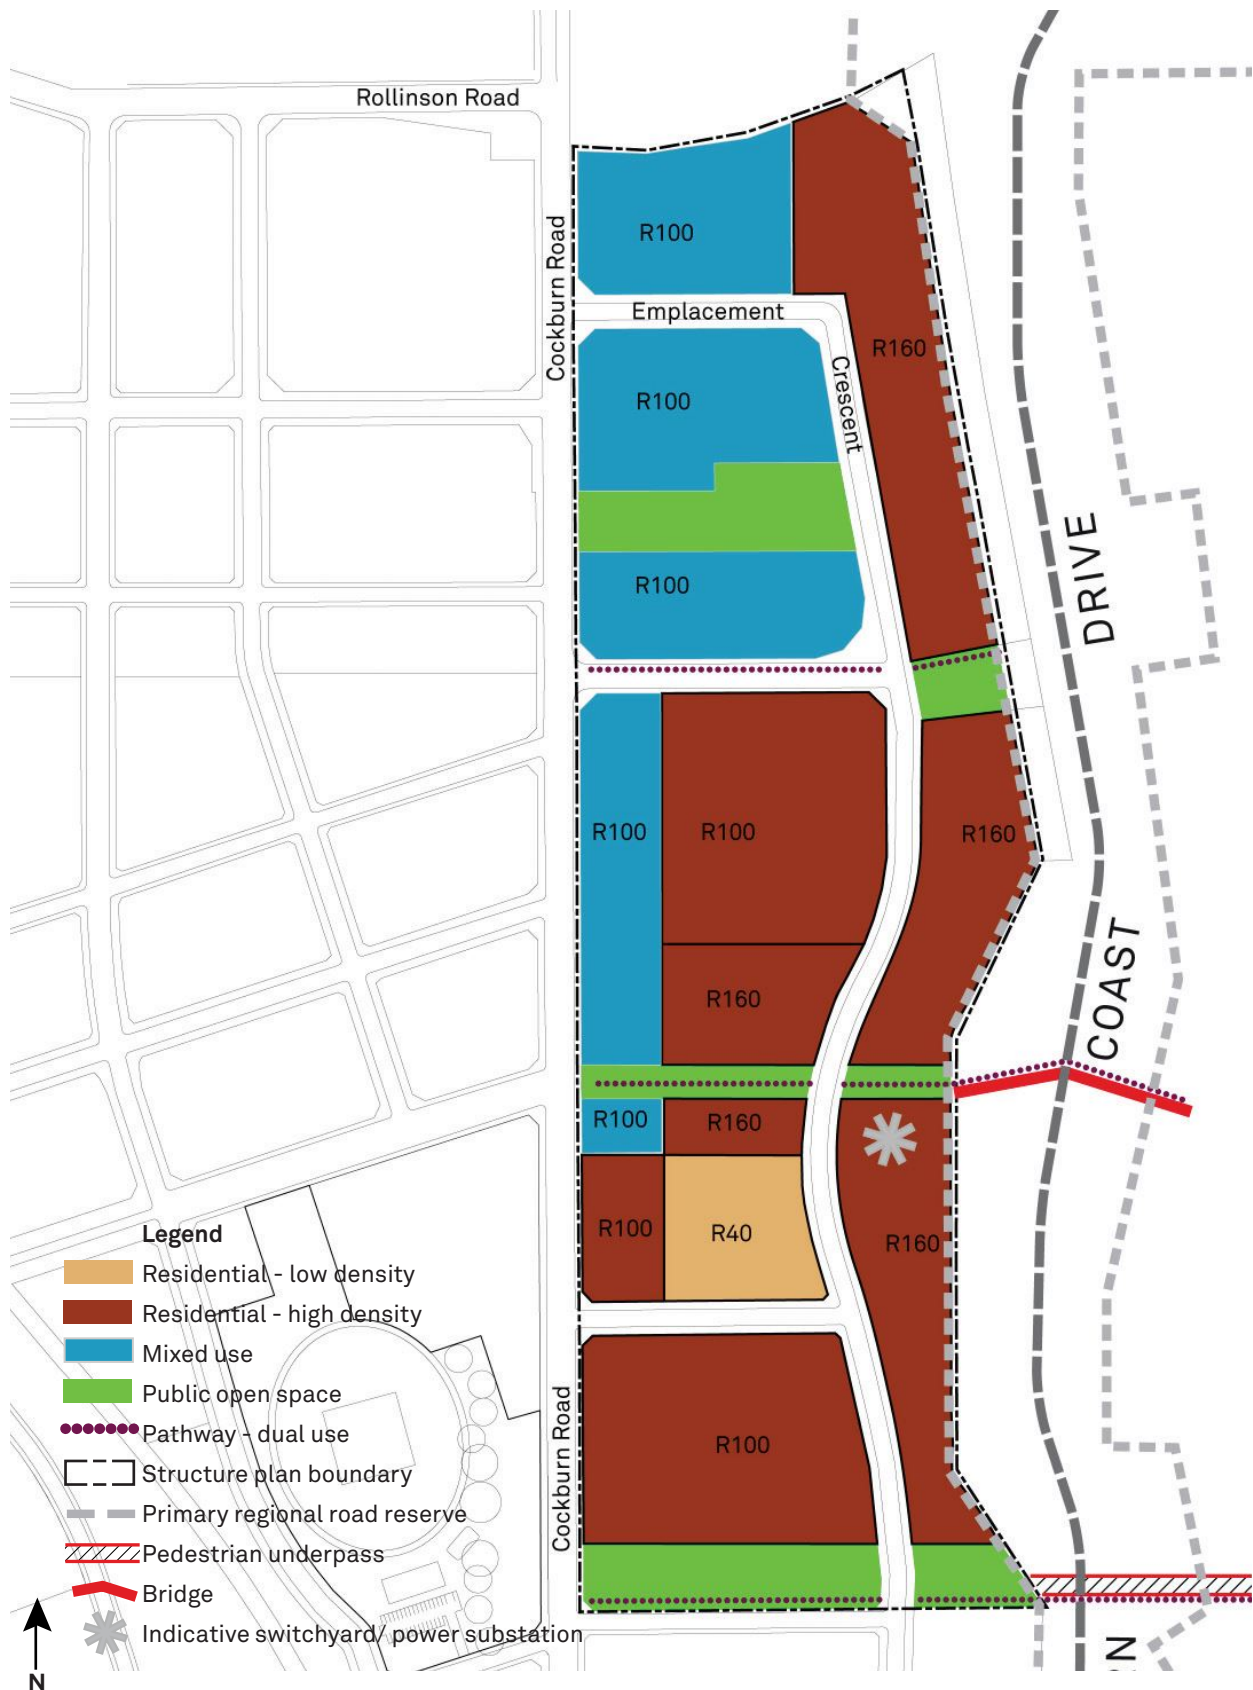 Rollinson Road
Cockburn Road
R100
Emplacement
Crescent
R160
R100
R100
DRIVE
R100
R100
R160
R160
COAST
R100
R160
R100
R40
R160
R100
Cockburn Road
Legend
Residential - low density
Residential - high density
Mixed use
Public open space
Pathway - dual use
Structure plan boundary
Primary regional road reserve
Pedestrian underpass
Bridge
Indicative switchyard/ power substation
N